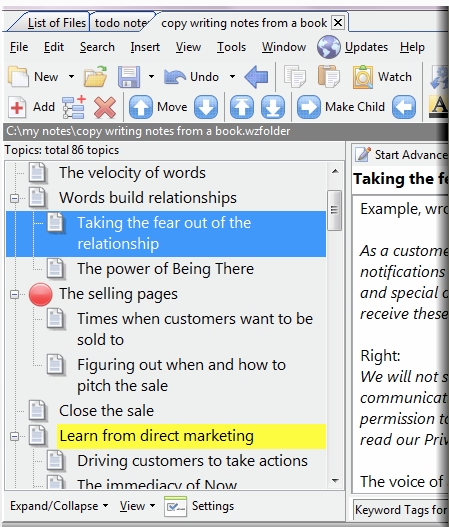 List of Files todo note copy writing notes from a book
File Edit Search Insert View Tools Window Updates Help
New Undo Watch
Add Move Make Child A
C:\my notes\copy writing notes from a book.wzfolder
Topics: total 86 topics
Start Advance
The velocity of words
Words build relationships
Taking the fear out of the
relationship
The power of Being There
The selling pages
Times when customers want to be
sold to
Figuring out when and how to
pitch the sale
Close the sale
Learn from direct marketing
Driving customers to take actions
The immediacy of Now
Expand/Collapse View Settings
Taking the fe
Example, wro
As a custome
notifications
and special o
receive these
Right:
We will not s
communicat
permission to
read our Priv
The voice of
Keyword Tags for